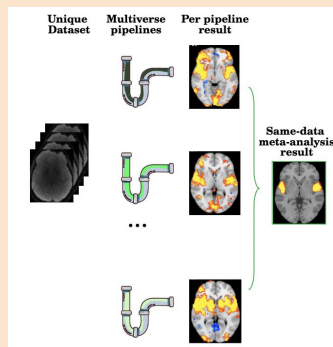 Unique
Dataset
Multiverse
pipelines
Per pipeline
result
Same-data
meta-analysis
result
...